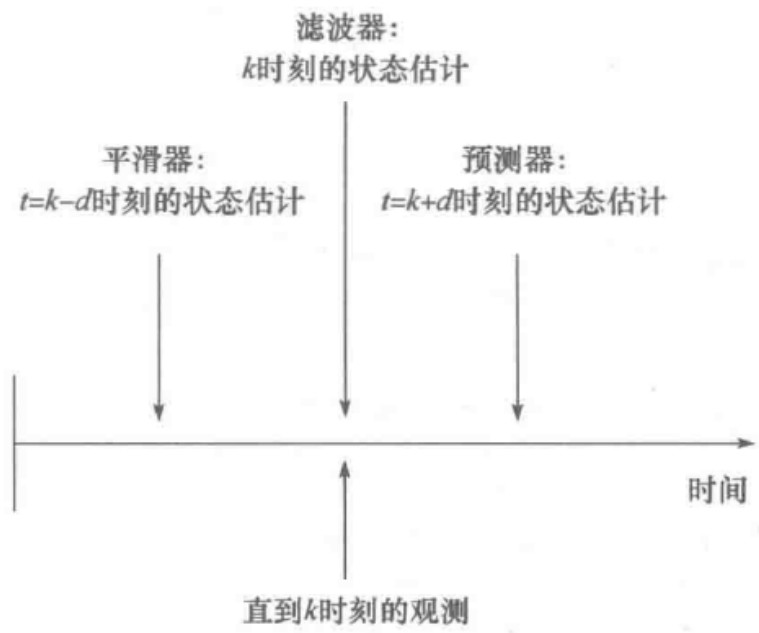 滤波器：
k时刻的状态估计
平滑器：
t=k−d时刻的状态估计
预测器：
t=k+d时刻的状态估计
时间
直到k时刻的观测